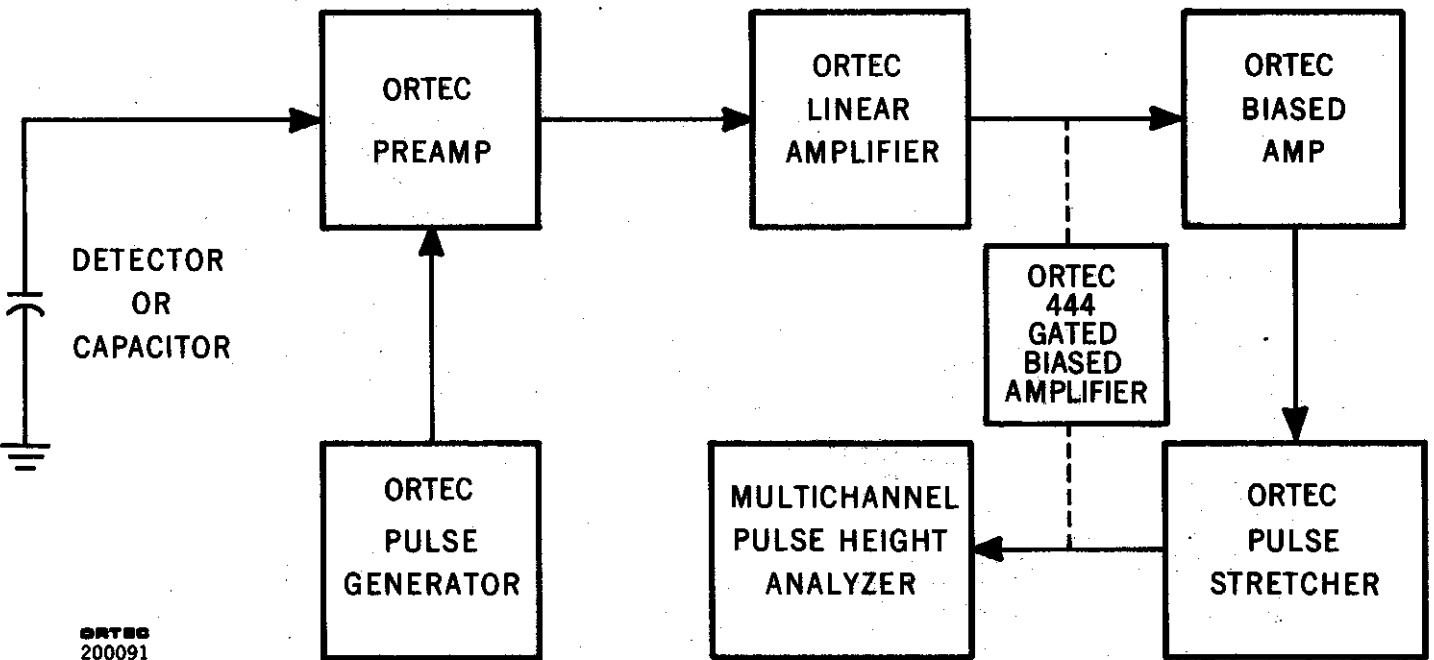 ORTEC
PREAMP
ORTEC
LINEAR
AMPLIFIER
ORTEC
BIASED
AMP
DETECTOR
OR
CAPACITOR
ORTEC
444
GATED
BIASED
AMPLIFIER
ORTEC
PULSE
GENERATOR
MULTICHANNEL
PULSE HEIGHT
ANALYZER
ORTEC
PULSE
STRETCHER
ORTEC
200091